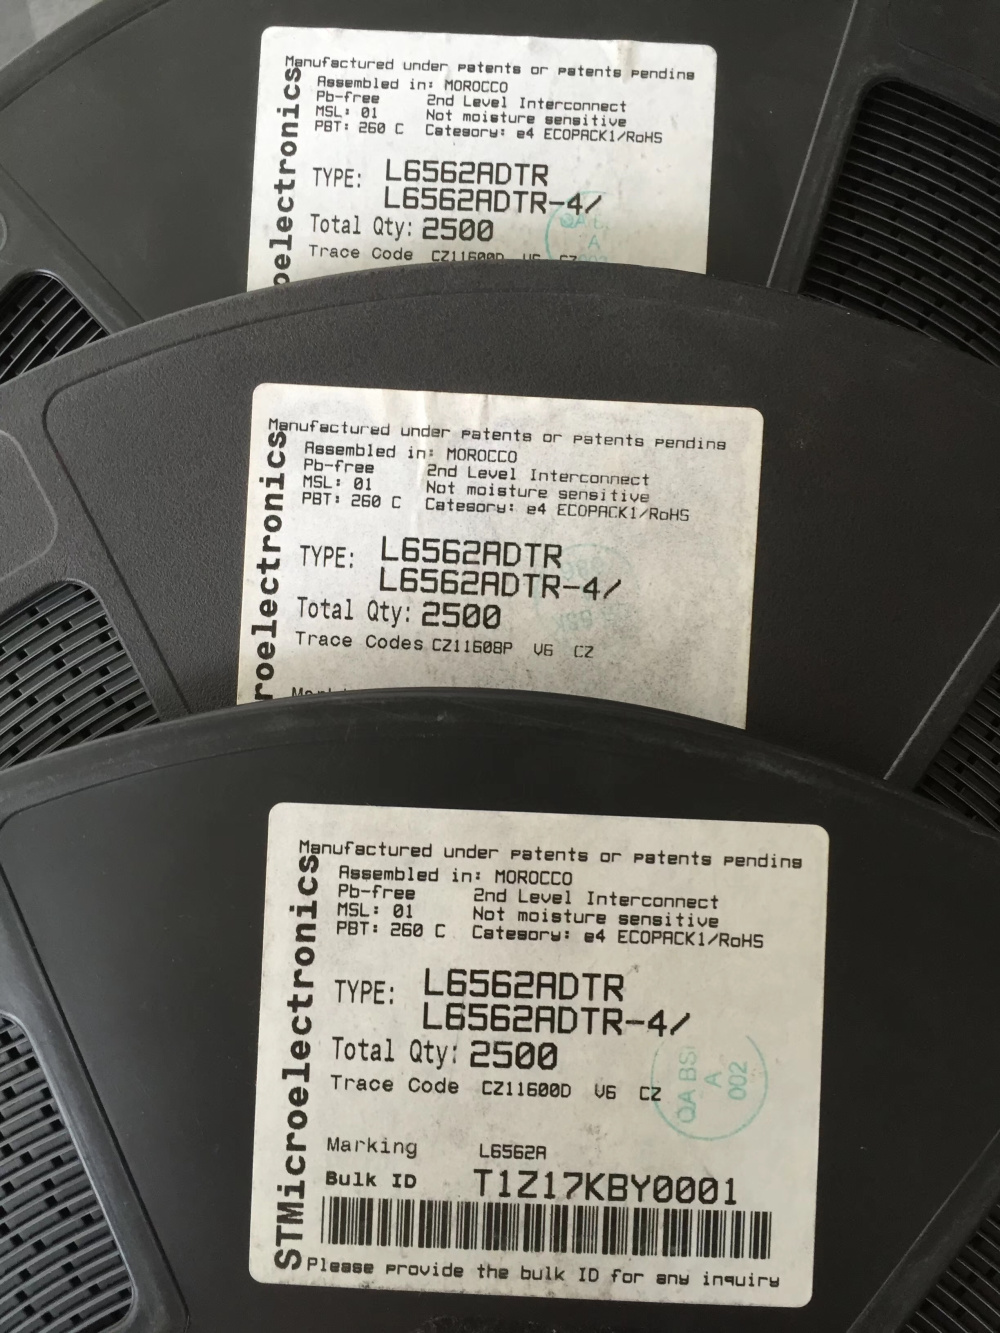 Manufactured under patents or patents pending
Assembled in: MOROCCO
Pb-free 2nd Level Interconnect
MSL: 01 Not moisture sensitive
PBT: 260 C Category: e4 ECOPACK1/RoHS
TYPE: L6562ADTR
L6562ADTR-4/
Total Qty: 2500
Trace Code CZ11600D V6 CZ
QA
A
002
oelectronics
Manufactured under patents or patents pending
Assembled in: MOROCCO
Pb-free 2nd Level Interconnect
MSL: 01 Not moisture sensitive
PBT: 260 C Category: e4 ECOPACK1/RoHS
TYPE: L6562ADTR
L6562ADTR-4/
Total Qty: 2500
Trace Codes CZ11608P V6 CZ
roelectronics
Manufactured under patents or patents pending
Assembled in: MOROCCO
Pb-free 2nd Level Interconnect
MSL: 01 Not moisture sensitive
PBT: 260 C Category: e4 ECOPACK1/RoHS
TYPE: L6562ADTR
L6562ADTR-4/
Total Qty: 2500
Trace Code CZ11600D V6 CZ
QA BSK
A
002
Marking L6562A
Bulk ID T1Z17KBY0001
Please provide the bulk ID for any inquiry
STMicroelectronics